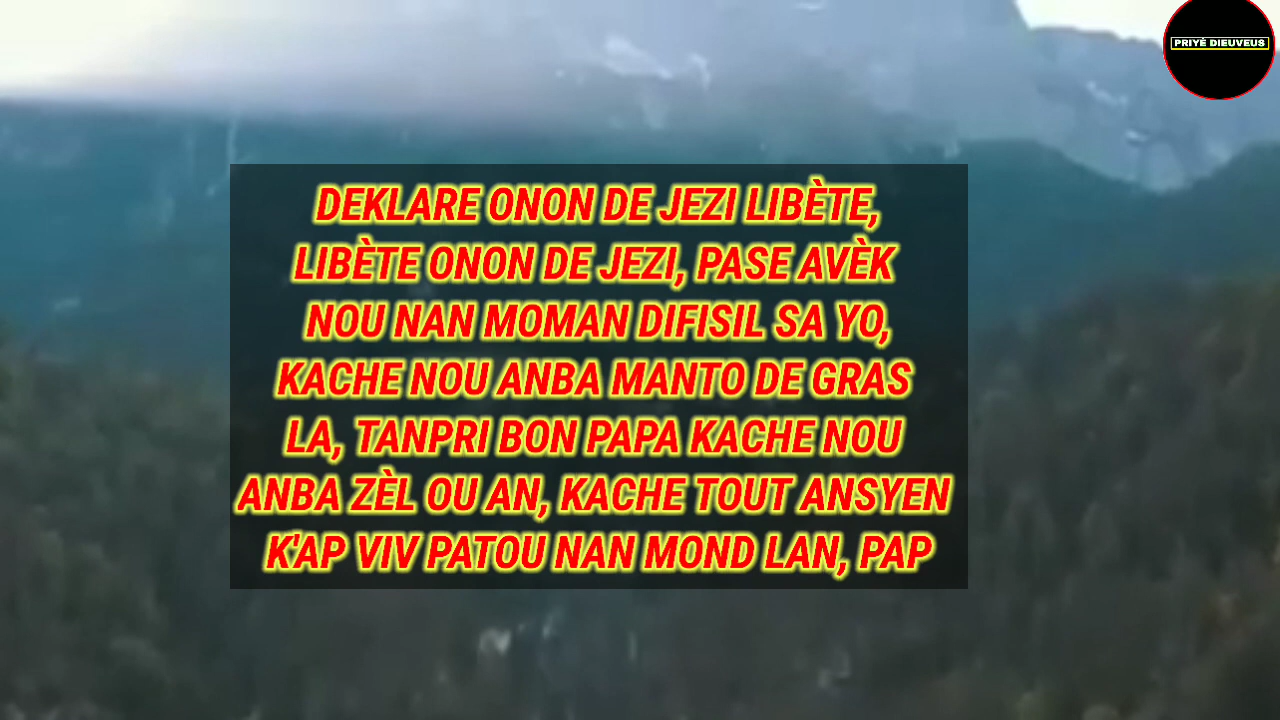 PRIYÈ DIEUVEUS
DEKLARE ONON DE JEZI LIBÈTE,
LIBÈTE ONON DE JEZI, PASE AVÈK
NOU NAN MOMAN DIFISIL SA YO,
KACHE NOU ANBA MANTO DE GRAS
LA, TANPRI BON PAPA KACHE NOU
ANBA ZÈL OU AN, KACHE TOUT ANSYEN
K'AP VIV PATOU NAN MOND LAN, PAP